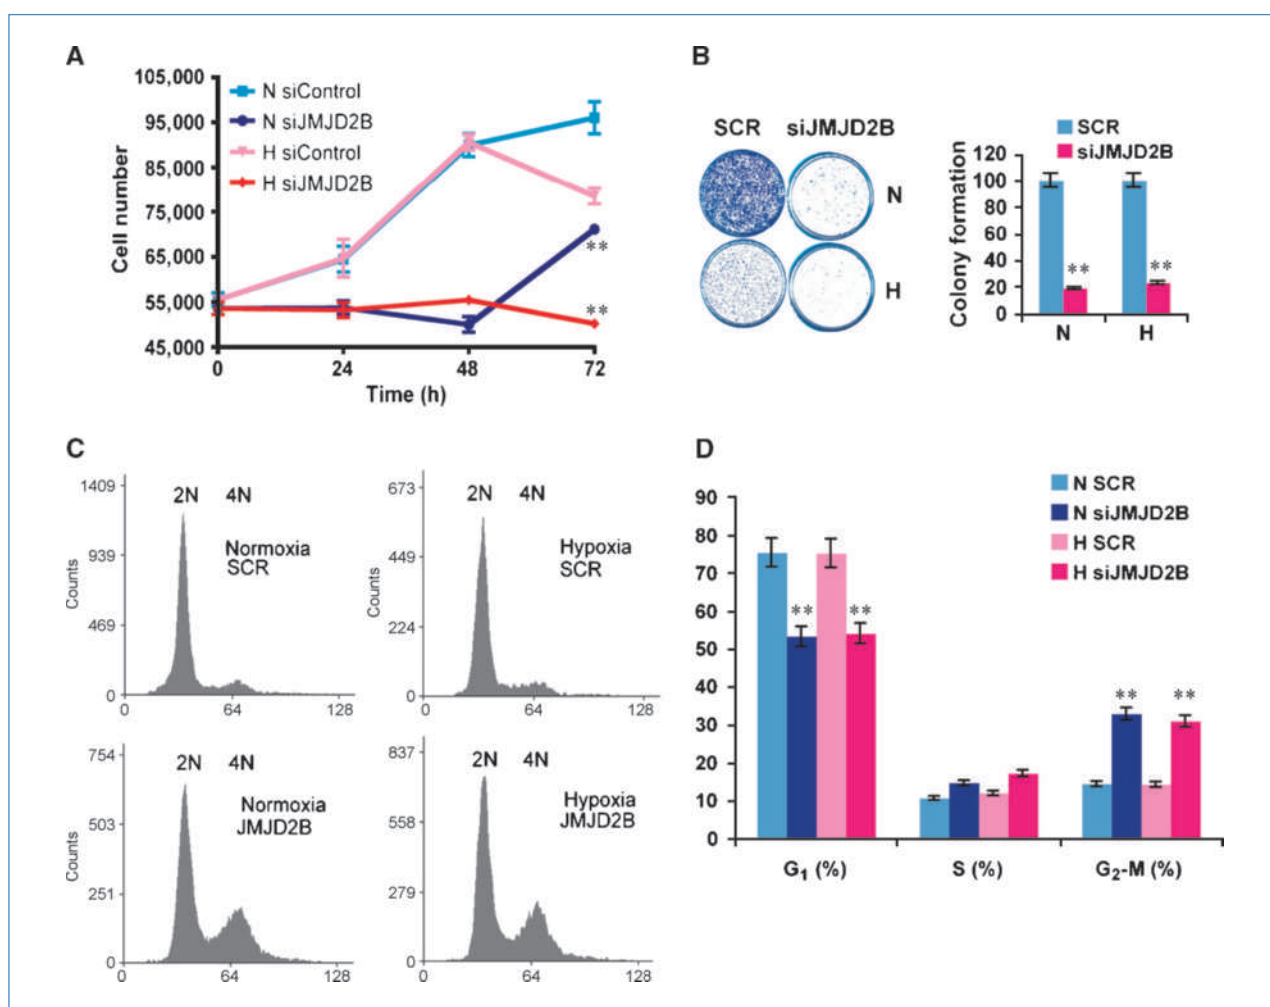 A
105,000
95,000
85,000
75,000
65,000
55,000
45,000
Cell number
N siControl
N siJMJD2B
H siControl
H siJMJD2B
**
**
0 24 48 72
Time (h)
B
SCR siJMJD2B
N
H
SCR
siJMJD2B
Colony formation
120
100
80
60
40
20
0
** **
N H
C
1409
939
469
0
Counts
2N 4N
Normoxia
SCR
0 64 128
673
449
224
0
Counts
2N 4N
Hypoxia
SCR
0 64 128
754
503
251
0
Counts
2N 4N
Normoxia
JMJD2B
0 64 128
837
558
279
0
Counts
2N 4N
Hypoxia
JMJD2B
0 64 128
D
N SCR
N siJMJD2B
H SCR
H siJMJD2B
90
80
70
60
50
40
30
20
10
0
** **
** **
G1 (%) S (%) G2-M (%)